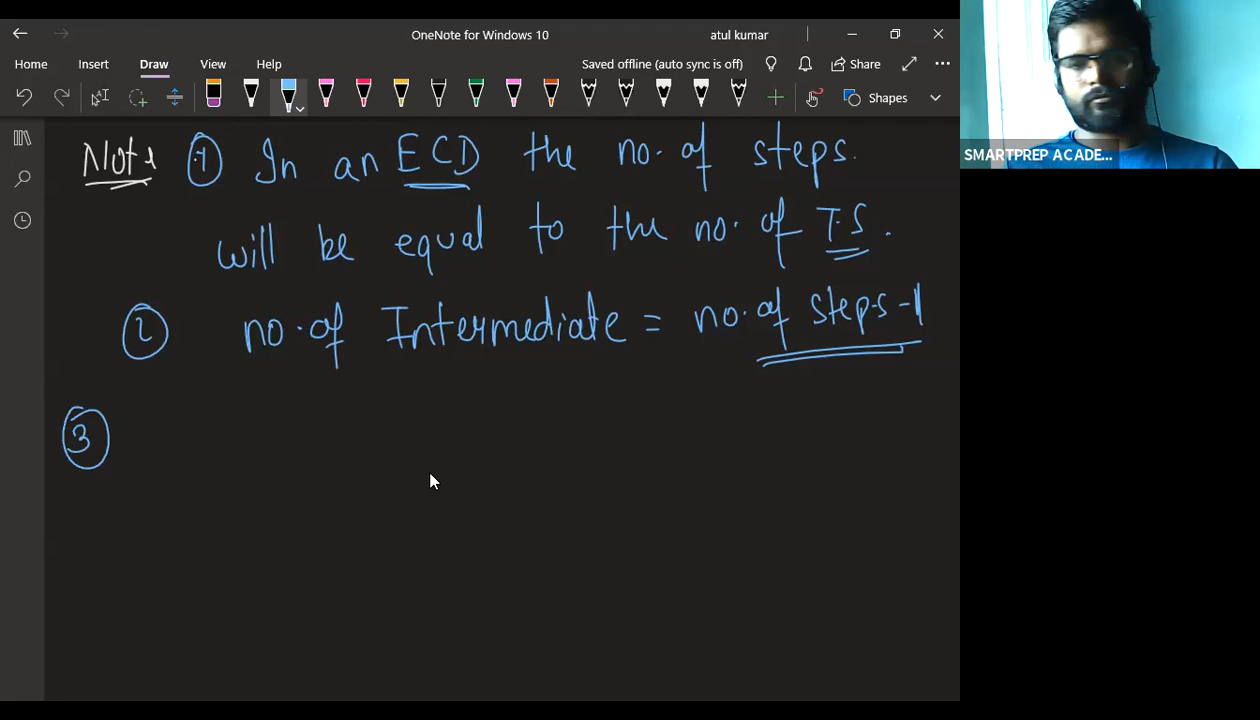 OneNote for Windows 10
atul kumar
Home Insert Draw View Help
Saved offline (auto sync is off)
Share
Shapes
SMARTPREP ACADE...
Note ① In an ECD the no. of steps.
will be equal to the no. of T.S.
② no. of Intermediate = no. of steps - 1
③